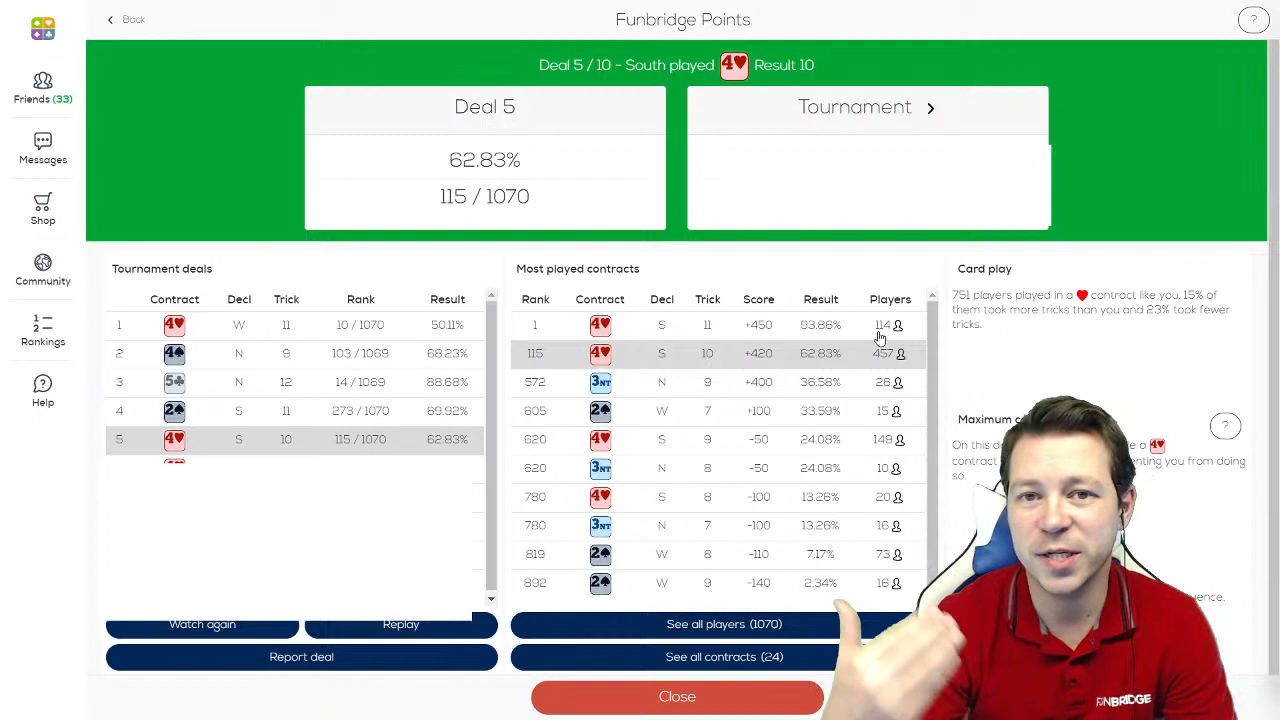 Back
Funbridge Points
?
Friends (33)
Messages
Shop
Community
1
2
Rankings
Help
Deal 5 / 10 - South played 4♥ Result 10
Deal 5
62.83%
115 / 1070
Tournament
Tournament deals
Contract Decl Trick Rank Result
1 4♥ W 11 10 / 1070 50.11%
2 4♠ N 9 103 / 1069 68.23%
3 5♣ N 12 14 / 1069 88.68%
4 2♠ S 11 273 / 1070 69.92%
5 4♥ S 10 115 / 1070 62.83%
Watch again
Replay
Report deal
Most played contracts
Rank Contract Decl Trick Score Result Players
1 4♥ S 11 +450 93.86% 114
115 4♥ S 10 +420 62.83% 457
572 3NT N 9 +400 36.58% 26
605 2♠ W 7 +100 33.59% 15
620 4♥ S 9 -50 24.08% 149
620 3NT N 8 -50 24.08% 10
780 4♥ S 8 -100 13.26% 20
780 3NT N 7 -100 13.26% 16
819 2♠ W 8 -110 7.17% 73
892 2♠ W 9 -140 2.34% 16
See all players (1070)
See all contracts (24)
Card play
751 players played in a ♥ contract like you. 15% of
them took more tricks than you and 23% took fewer
tricks.
Maximum
?
On this
a 4♥
contract
you from doing
so.
Close
FUNBRIDGE